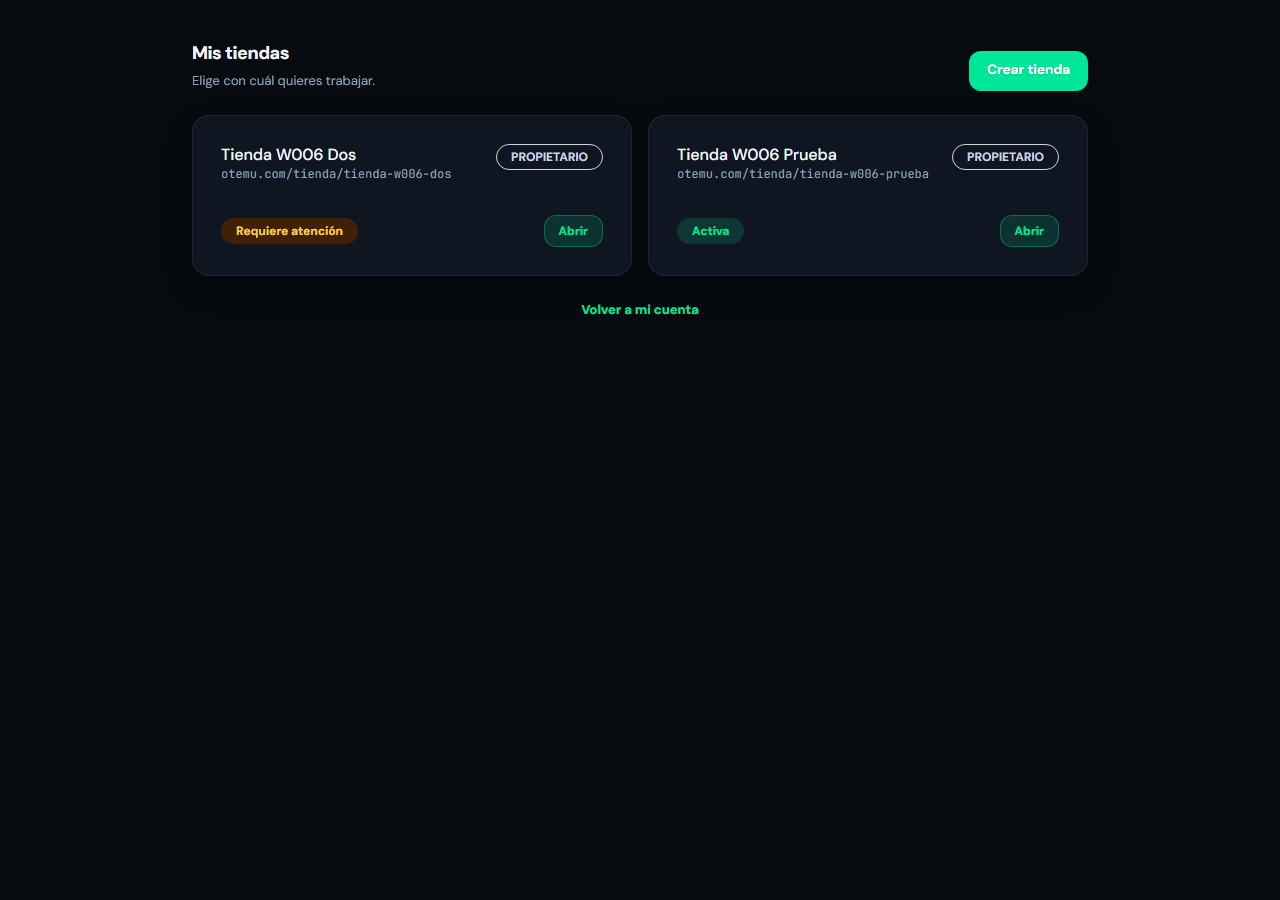 Mis tiendas
Elige con cuál quieres trabajar.
Crear tienda
Tienda W006 Dos
PROPIETARIO
otemu.com/tienda/tienda-w006-dos
Requiere atención
Abrir
Tienda W006 Prueba
PROPIETARIO
otemu.com/tienda/tienda-w006-prueba
Activa
Abrir
Volver a mi cuenta